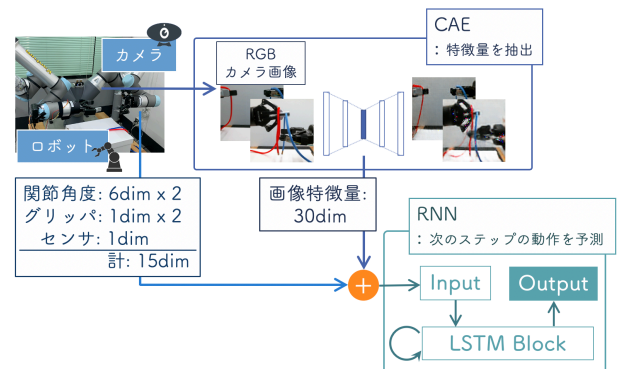 カメラ
ロボット
RGB
カメラ画像
CAE
：特徴量を抽出
関節角度: 6dim x 2
グリッパ: 1dim x 2
センサ: 1dim
計: 15dim
画像特徴量:
30dim
RNN
：次のステップの動作を予測
+
Input
Output
LSTM Block